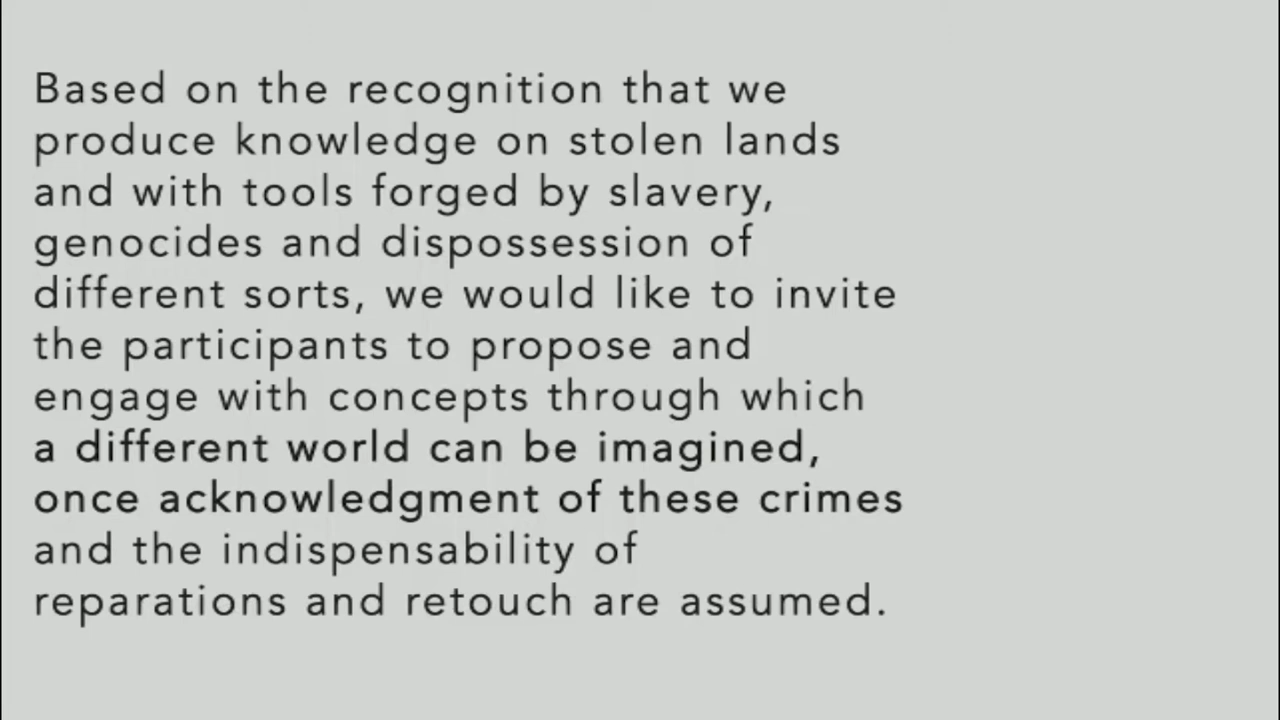 Based on the recognition that we
produce knowledge on stolen lands
and with tools forged by slavery,
genocides and dispossession of
different sorts, we would like to invite
the participants to propose and
engage with concepts through which
a different world can be imagined,
once acknowledgment of these crimes
and the indispensability of
reparations and retouch are assumed.